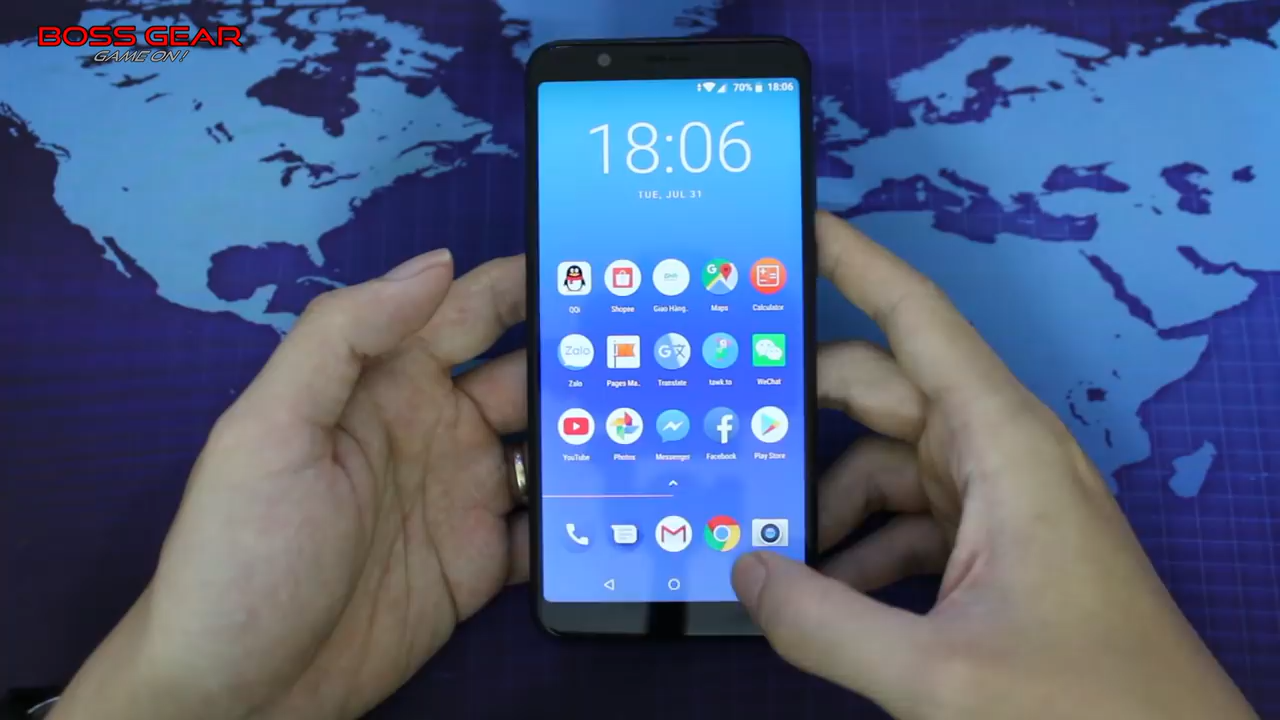 BOSS GEAR
GAME ON!
70% 18:06
18:06
TUE, JUL 31
QQi Shopee Giao Hàng. Maps Calculator
Zalo
Zalo Pages Ma.. Translate tawk.to WeChat
YouTube Photos Messenger Facebook Play Store